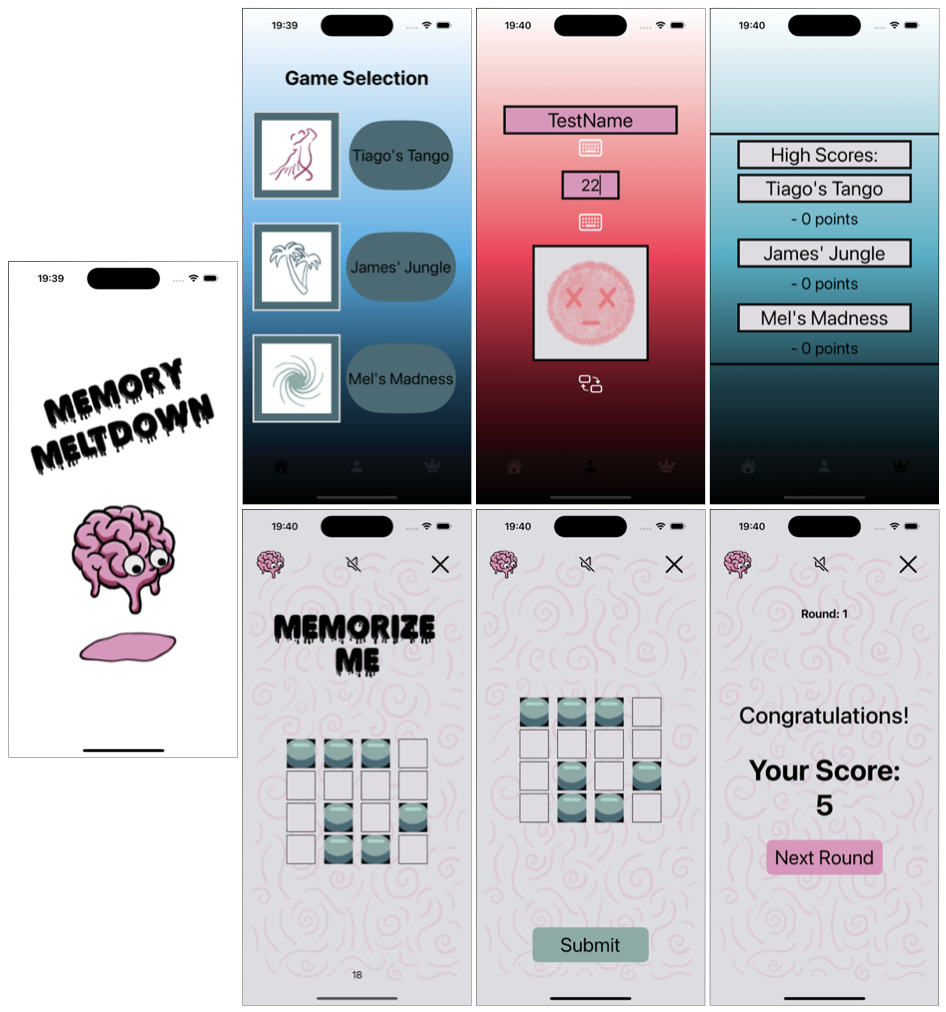 19:39
MEMORY
MELTDOWN
19:39
Game Selection
Tiago's Tango
James' Jungle
Mel's Madness
19:40
TestName
22
19:40
High Scores:
Tiago's Tango
- 0 points
James' Jungle
- 0 points
Mel's Madness
- 0 points
19:40
MEMORIZE
ME
18
19:40
Submit
19:40
Round: 1
Congratulations!
Your Score:
5
Next Round